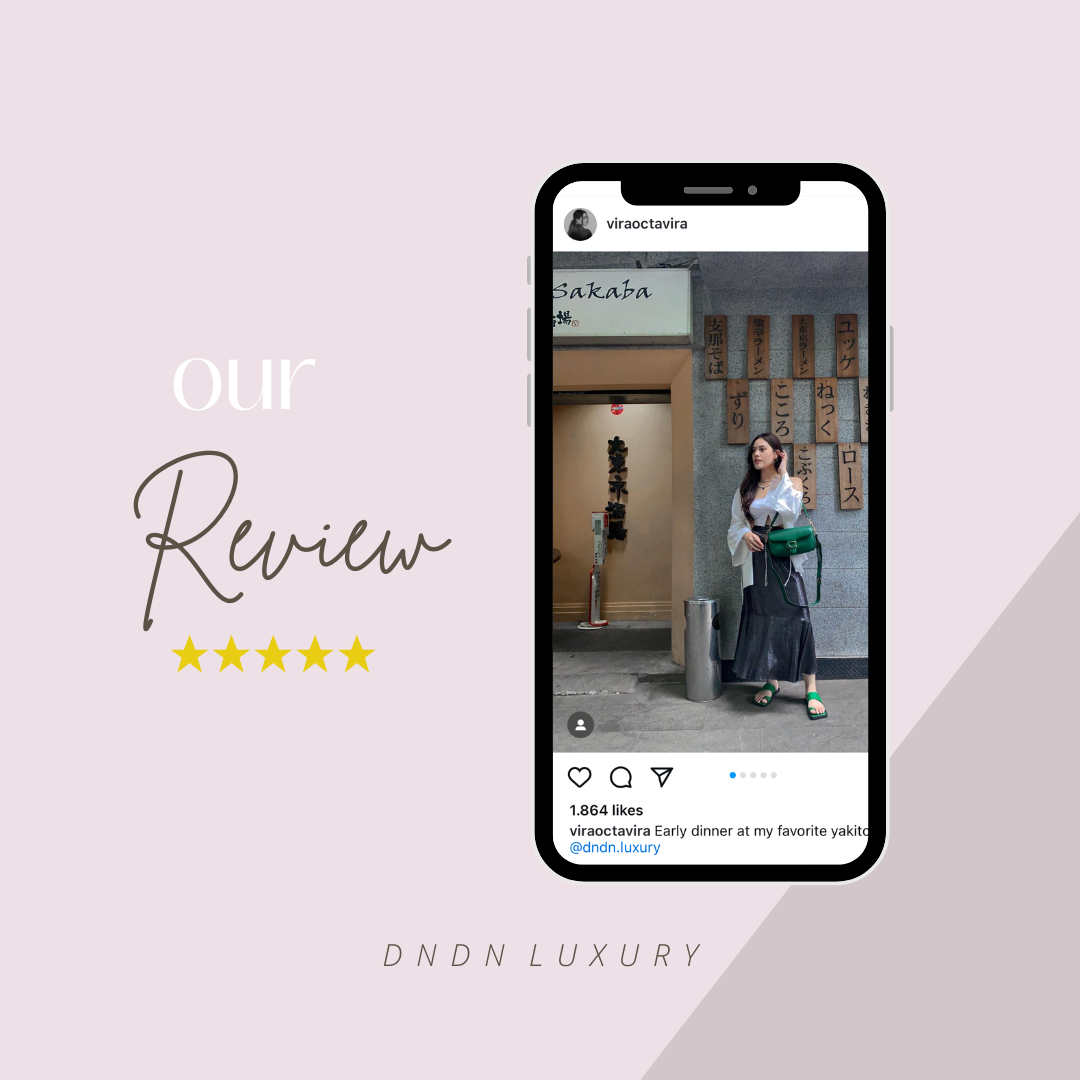 our
Review
viraoctavira
Sakaba
場
支那そば
ユッケ
ずり
こころ
ねっく
こぶくろ
ロース
1.864 likes
viraoctavira Early dinner at my favorite yakito
@dndn.luxury
DNDN LUXURY